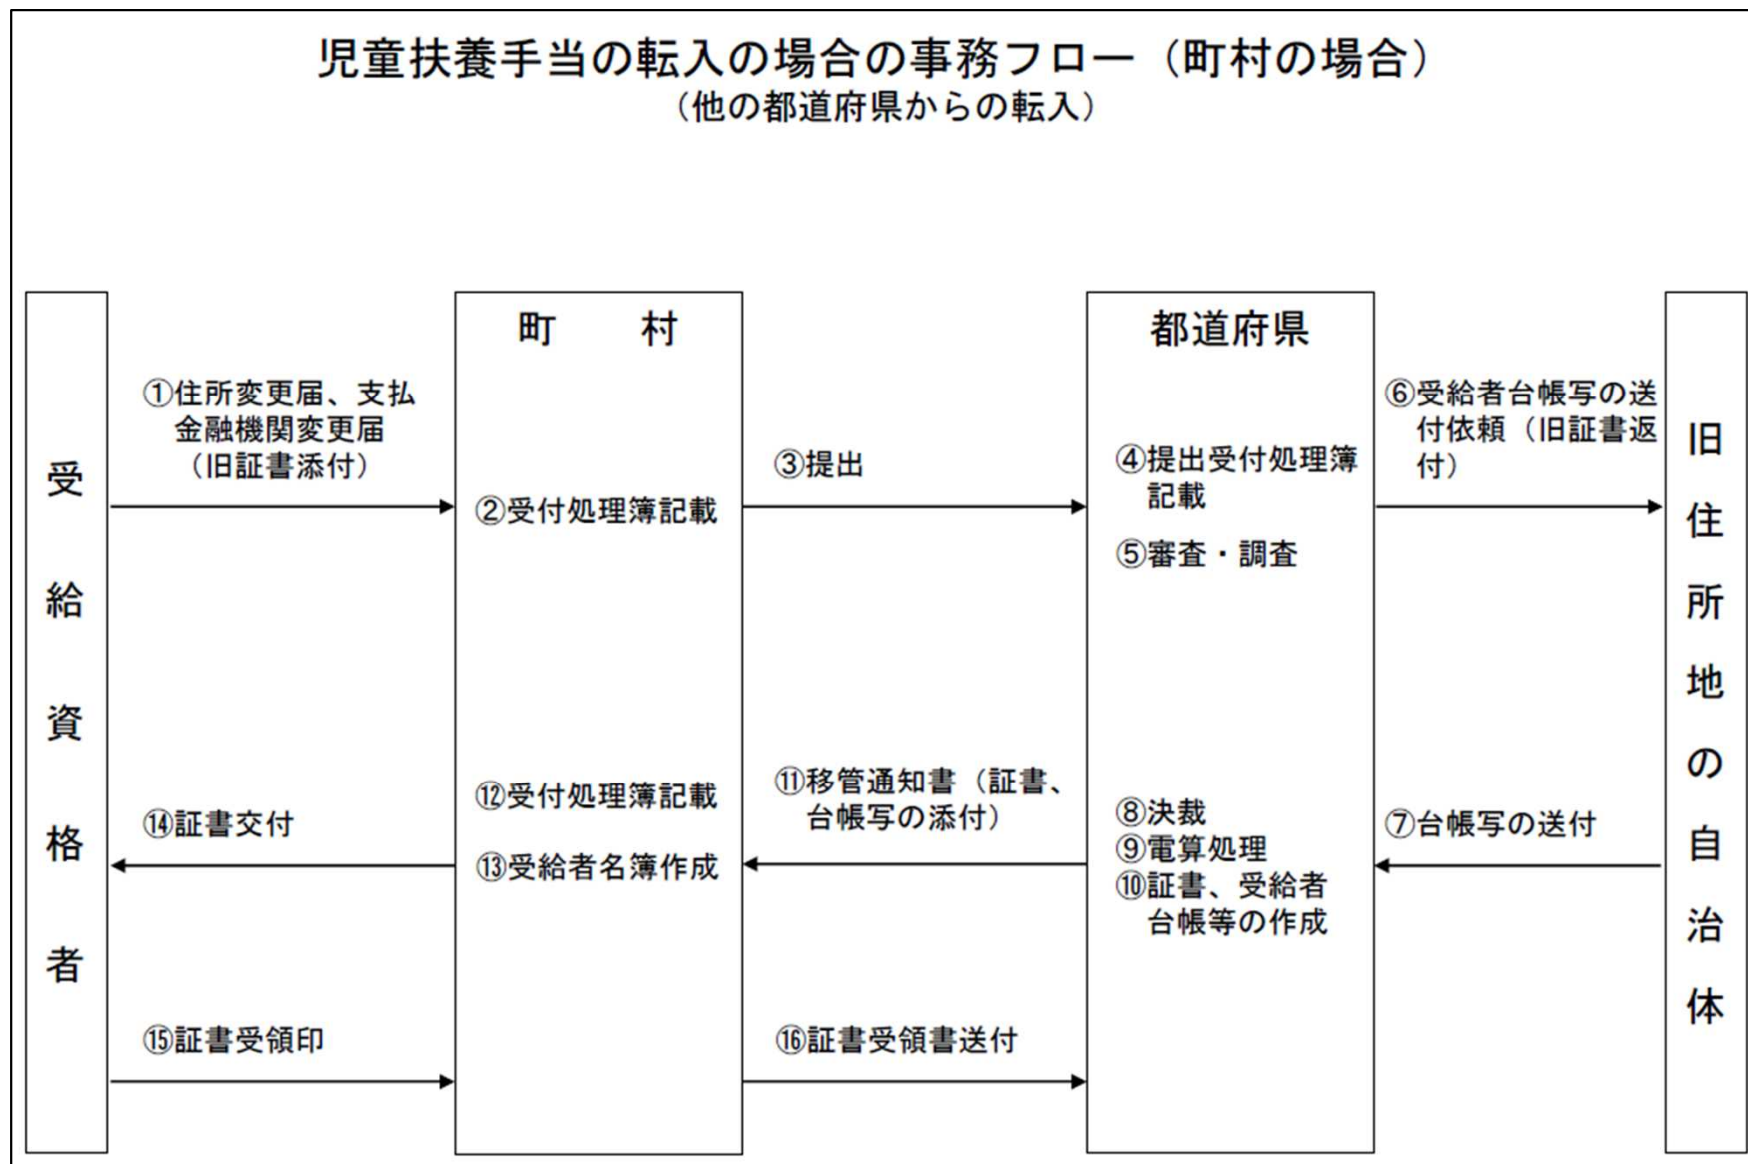 児童扶養手当の転入の場合の事務フロー（町村の場合）
（他の都道府県からの転入）
受給資格者
①住所変更届、支払
金融機関変更届
（旧証書添付）
町　村
②受付処理簿記載
③提出
都道府県
④提出受付処理簿
記載
⑤審査・調査
⑥受給者台帳写の送
付依頼（旧証書返
付）
旧住所地の自治体
⑦台帳写の送付
⑧決裁
⑨電算処理
⑩証書、受給者
台帳等の作成
⑪移管通知書（証書、
台帳写の添付）
⑫受付処理簿記載
⑬受給者名簿作成
⑭証書交付
⑮証書受領印
⑯証書受領書送付